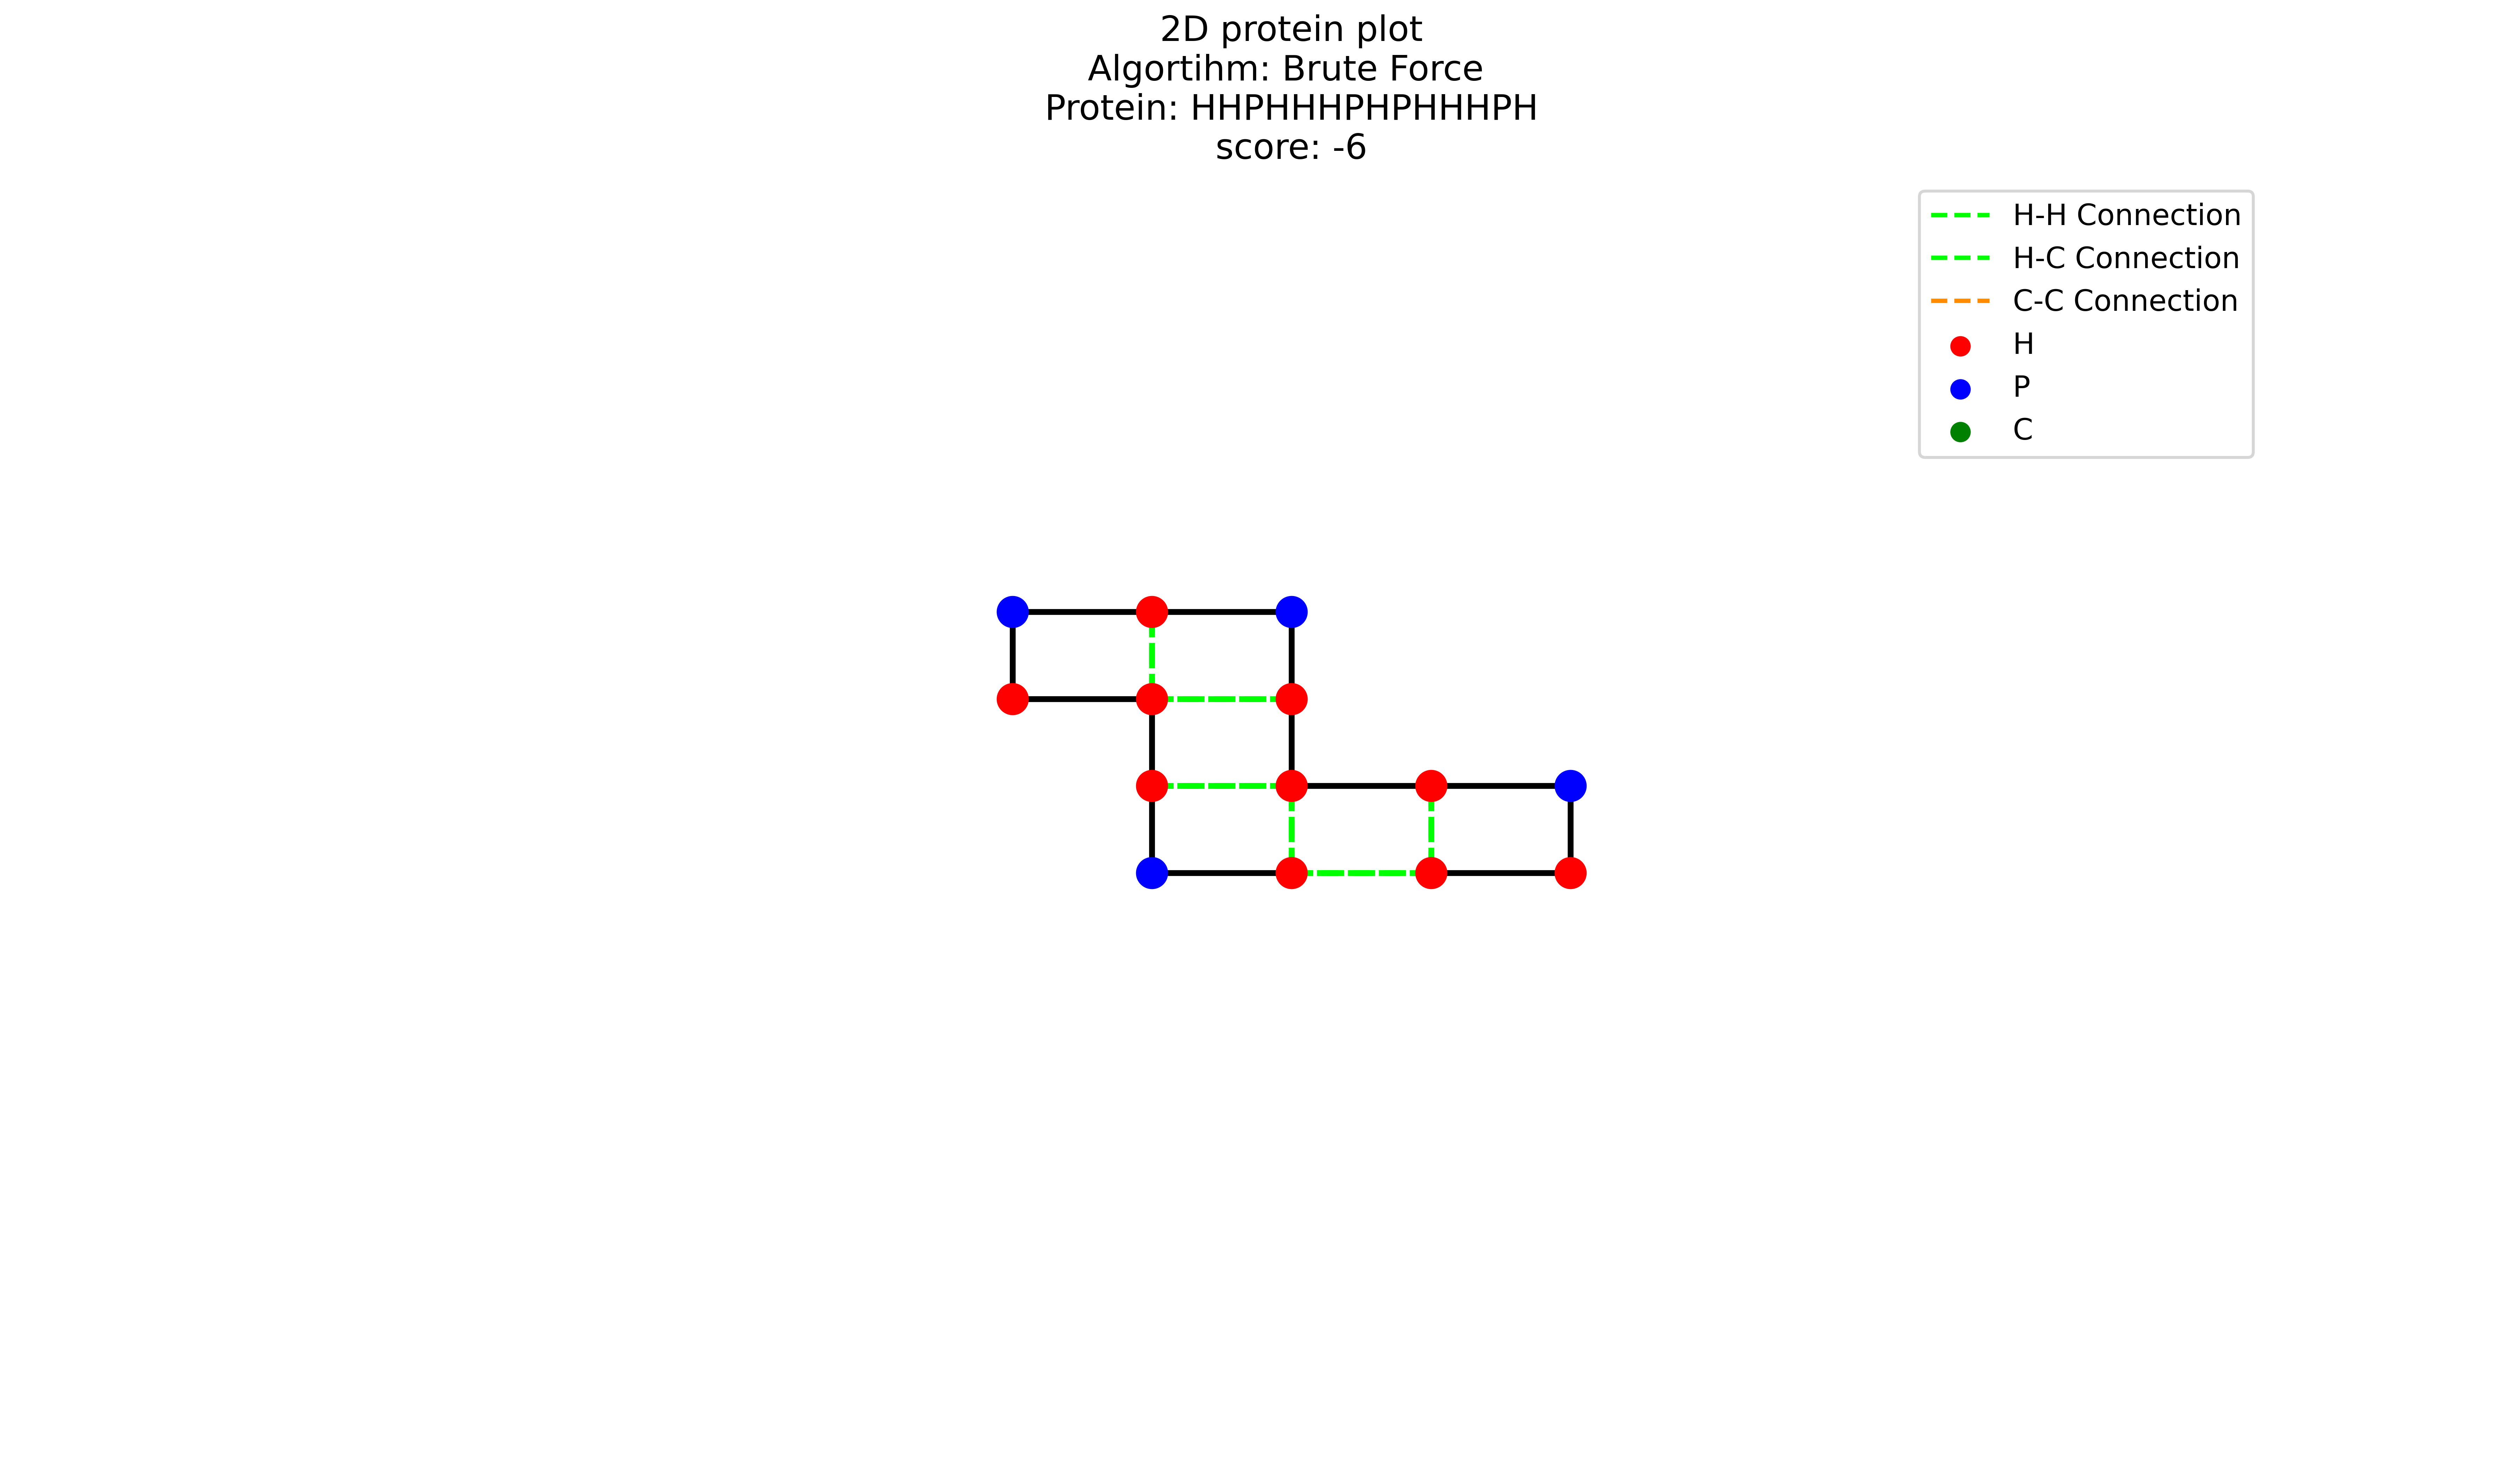 2D protein plot
Algortihm: Brute Force
Protein: HHPHHHPHPHHHPH
score: -6
H-H Connection
H-C Connection
C-C Connection
H
P
C